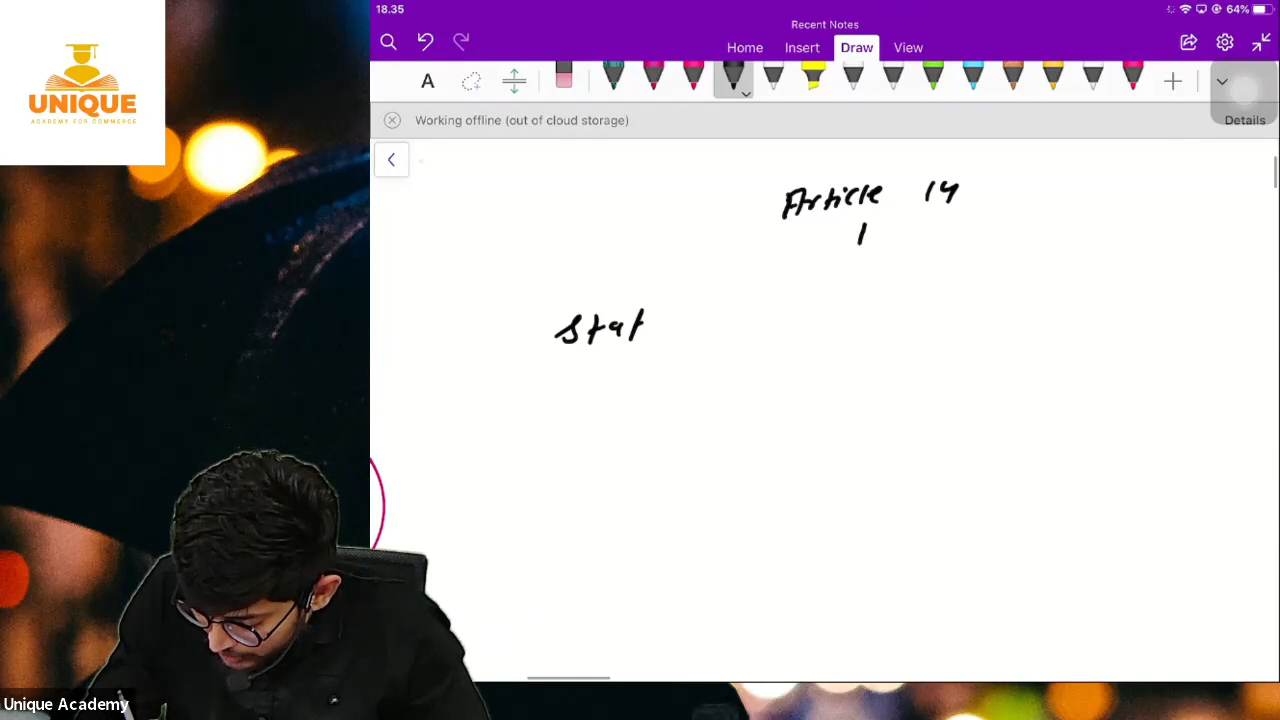 18.35
Recent Notes
64%
UNIQUE
ACADEMY FOR COMMERCE
Home Insert Draw View
A
Working offline (out of cloud storage)
Details
Article 14
1
stat
Unique Academy